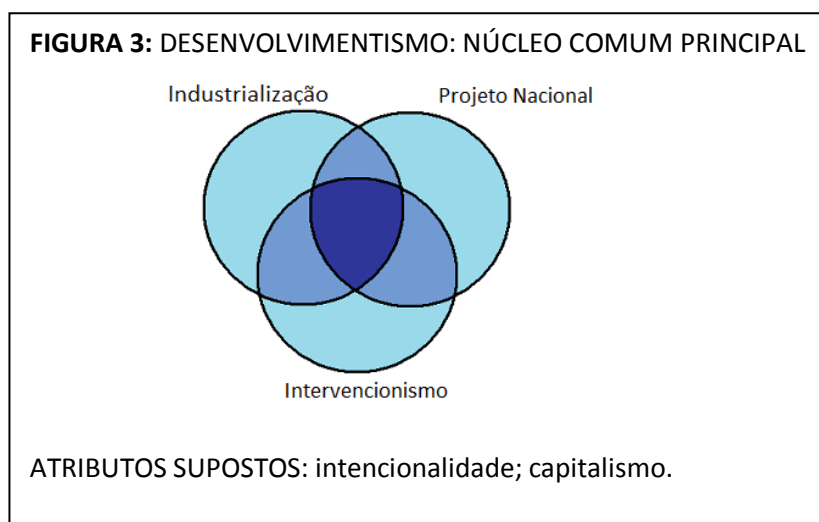 FIGURA 3: DESENVOLVIMENTISMO: NÚCLEO COMUM PRINCIPAL
Industrialização
Projeto Nacional
Intervencionismo
ATRIBUTOS SUPOSTOS: intencionalidade; capitalismo.